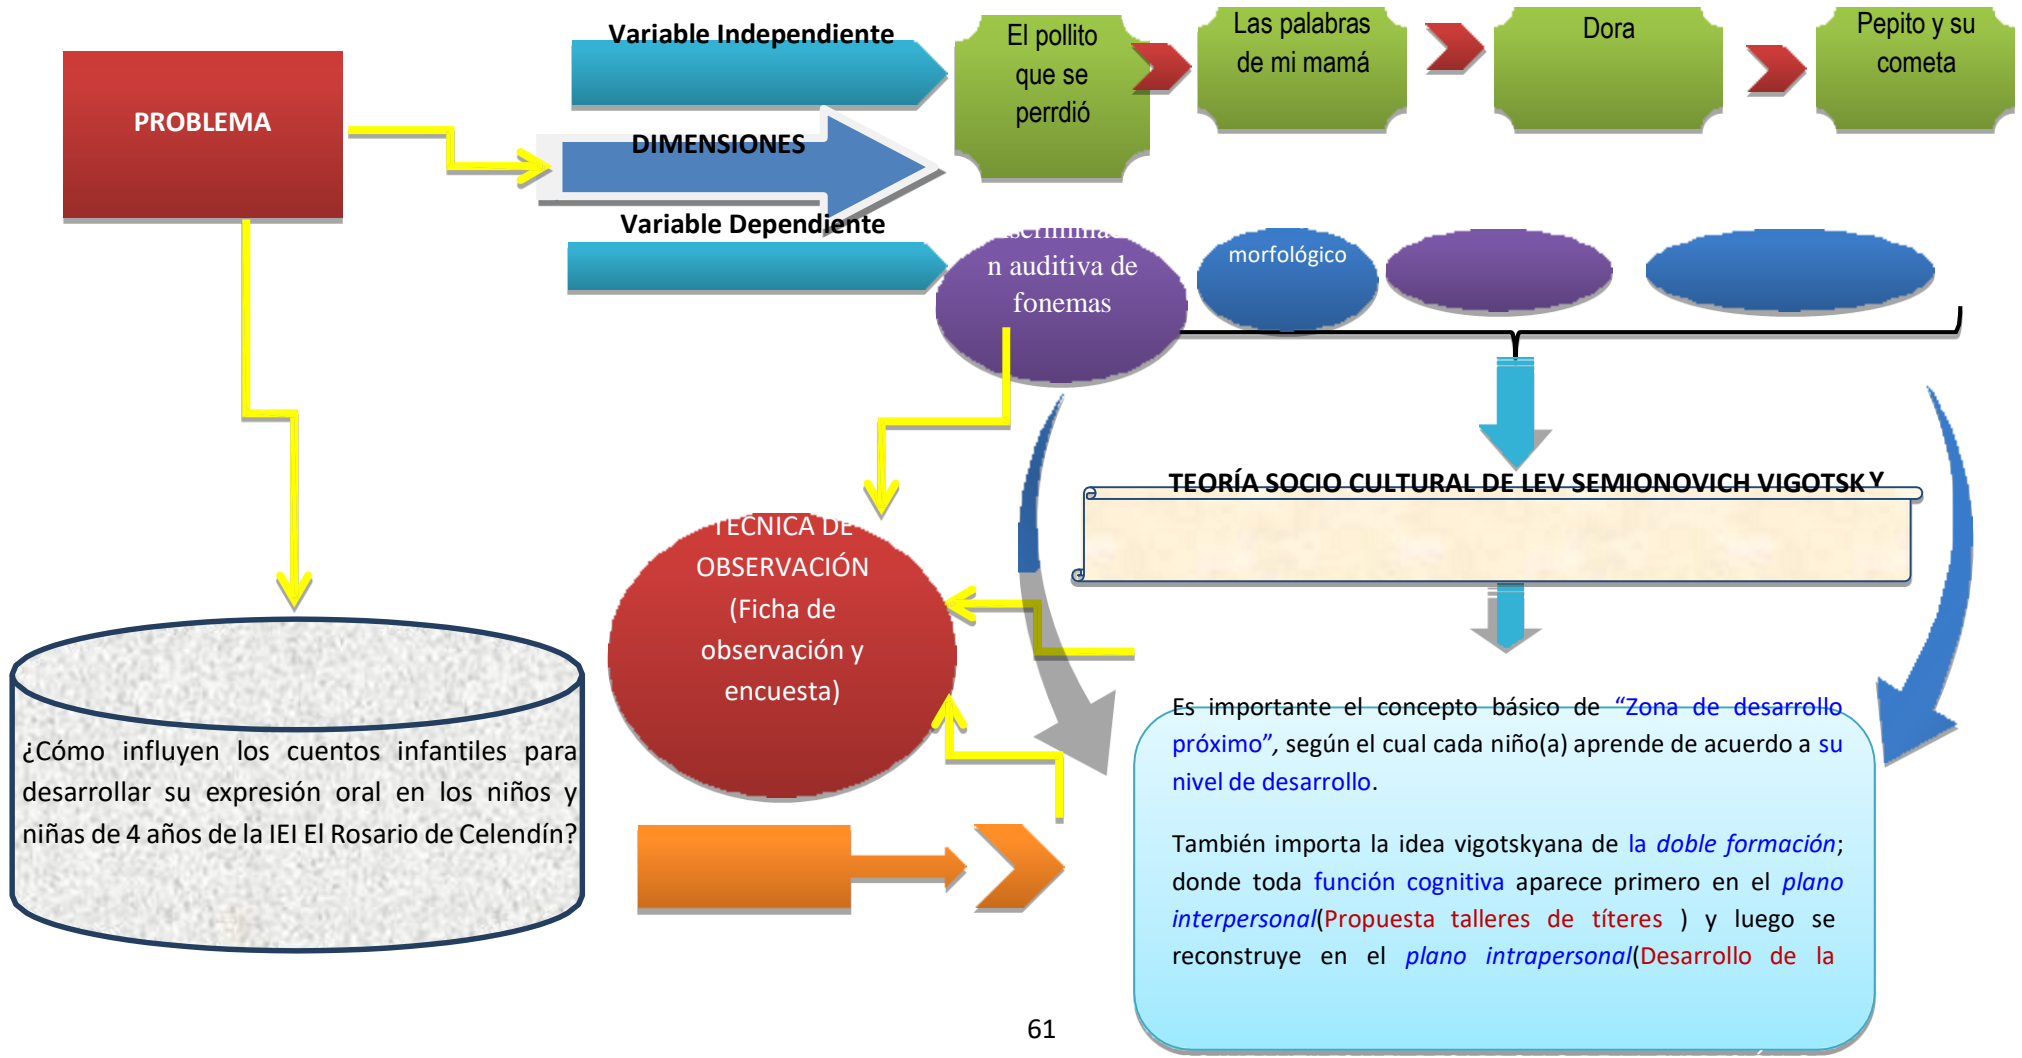 PROBLEMA
Variable Independiente
DIMENSIONES
Variable Dependiente
El pollito
que se
perrdió
Las palabras
de mi mamá
Dora
Pepito y su
cometa
n auditiva de
fonemas
morfológico
TEORÍA SOCIO CULTURAL DE LEV SEMIONOVICH VIGOTSKY
TECNICA DE
OBSERVACIÓN
(Ficha de
observación y
encuesta)
¿Cómo influyen los cuentos infantiles para
desarrollar su expresión oral en los niños y
niñas de 4 años de la IEI El Rosario de Celendín?
Es importante el concepto básico de “Zona de desarrollo
próximo”, según el cual cada niño(a) aprende de acuerdo a su
nivel de desarrollo.
También importa la idea vigotskyana de la doble formación;
donde toda función cognitiva aparece primero en el plano
interpersonal(Propuesta talleres de títeres ) y luego se
reconstruye en el plano intrapersonal(Desarrollo de la
61